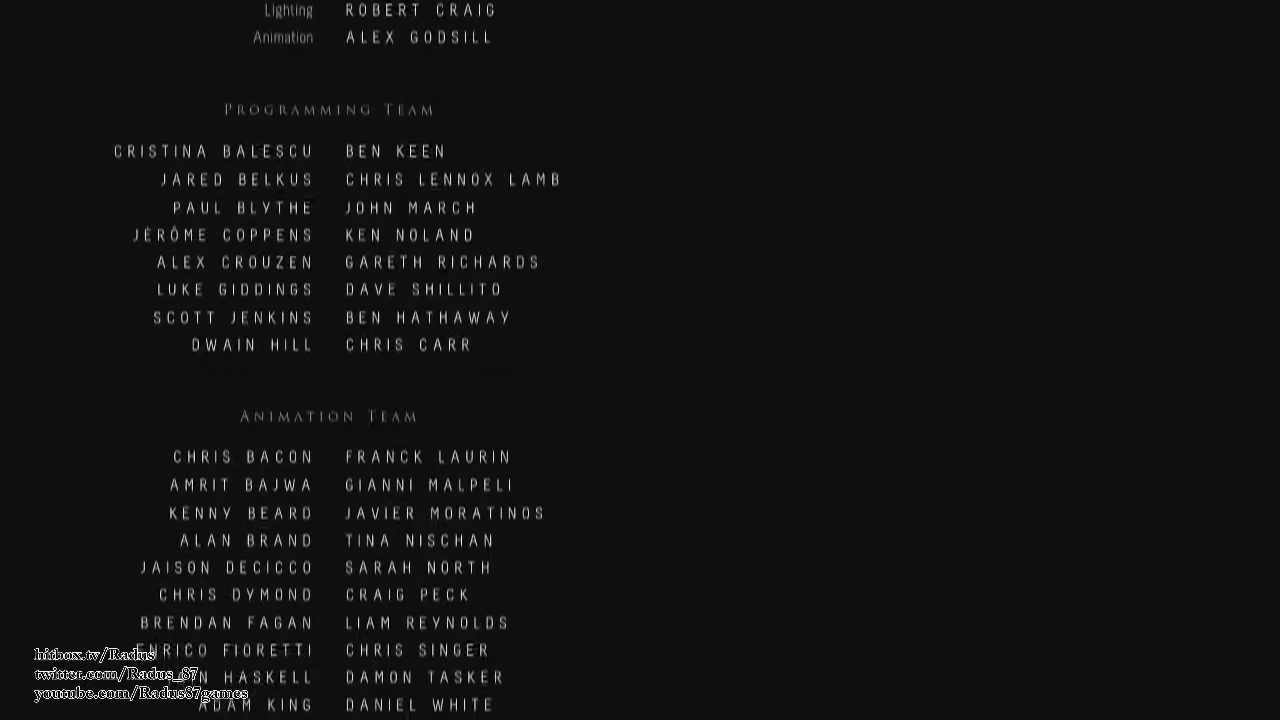 Lighting ROBERT CRAIG
Animation ALEX GODSILL
PROGRAMMING TEAM
CRISTINA BALESCU BEN KEEN
JARED BELKUS CHRIS LENNOX LAMB
PAUL BLYTHE JOHN MARCH
JÉRÔME COPPENS KEN NOLAND
ALEX CROUZEN GARETH RICHARDS
LUKE GIDDINGS DAVE SHILLITO
SCOTT JENKINS BEN HATHAWAY
DWAIN HILL CHRIS CARR
ANIMATION TEAM
CHRIS BACON FRANCK LAURIN
AMRIT BAJWA GIANNI MALPELI
KENNY BEARD JAVIER MORATINOS
ALAN BRAND TINA NISCHAN
JAISON DECICCO SARAH NORTH
CHRIS DYMOND CRAIG PECK
BRENDAN FAGAN LIAM REYNOLDS
ENRICO FIORETTI CHRIS SINGER
HASKELL DAMON TASKER
ADAM KING DANIEL WHITE
hitbox.tv/Radus
twitter.com/Radus_87
youtube.com/Radus87games